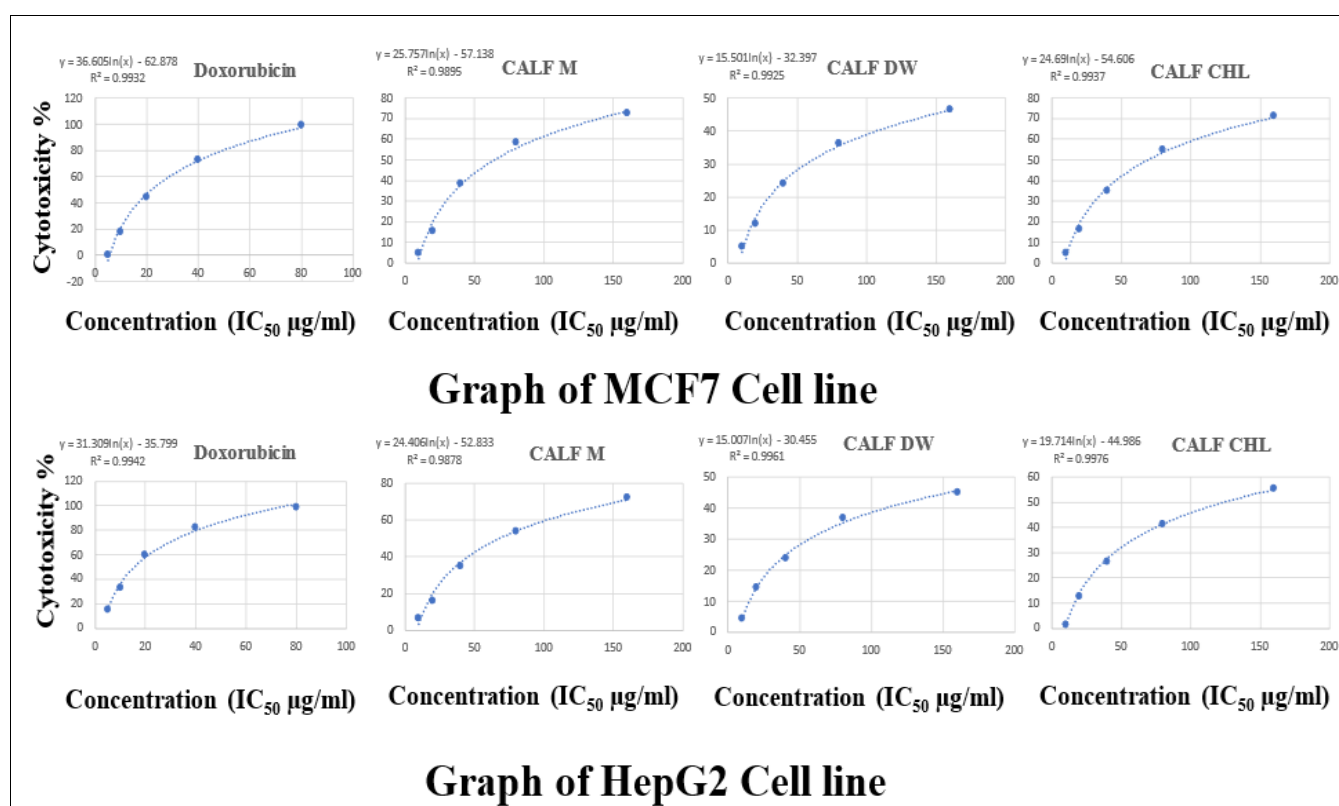 y = 36.605ln(x) - 62.878
R² = 0.9932
Doxorubicin
y = 25.757ln(x) - 57.138
R² = 0.9895
CALF M
y = 15.501ln(x) - 32.397
R² = 0.9925
CALF DW
y = 24.69ln(x) - 54.606
R² = 0.9937
CALF CHL
Cytotoxicity %
120
100
80
60
40
20
0
-20
0 20 40 60 80 100
80
70
60
50
40
30
20
10
0
0 50 100 150 200
50
40
30
20
10
0
0 50 100 150 200
80
70
60
50
40
30
20
10
0
0 50 100 150 200
Concentration (IC₅₀ µg/ml)
Concentration (IC₅₀ µg/ml)
Concentration (IC₅₀ µg/ml)
Concentration (IC₅₀ µg/ml)
Graph of MCF7 Cell line
y = 31.309ln(x) - 35.799
R² = 0.9942
Doxorubicin
y = 24.406ln(x) - 52.833
R² = 0.9878
CALF M
y = 15.007ln(x) - 30.455
R² = 0.9961
CALF DW
y = 19.714ln(x) - 44.986
R² = 0.9976
CALF CHL
Cytotoxicity %
120
100
80
60
40
20
0
0 20 40 60 80 100
80
60
40
20
0
0 50 100 150 200
50
40
30
20
10
0
0 50 100 150 200
60
50
40
30
20
10
0
0 50 100 150 200
Concentration (IC₅₀ µg/ml)
Concentration (IC₅₀ µg/ml)
Concentration (IC₅₀ µg/ml)
Concentration (IC₅₀ µg/ml)
Graph of HepG2 Cell line